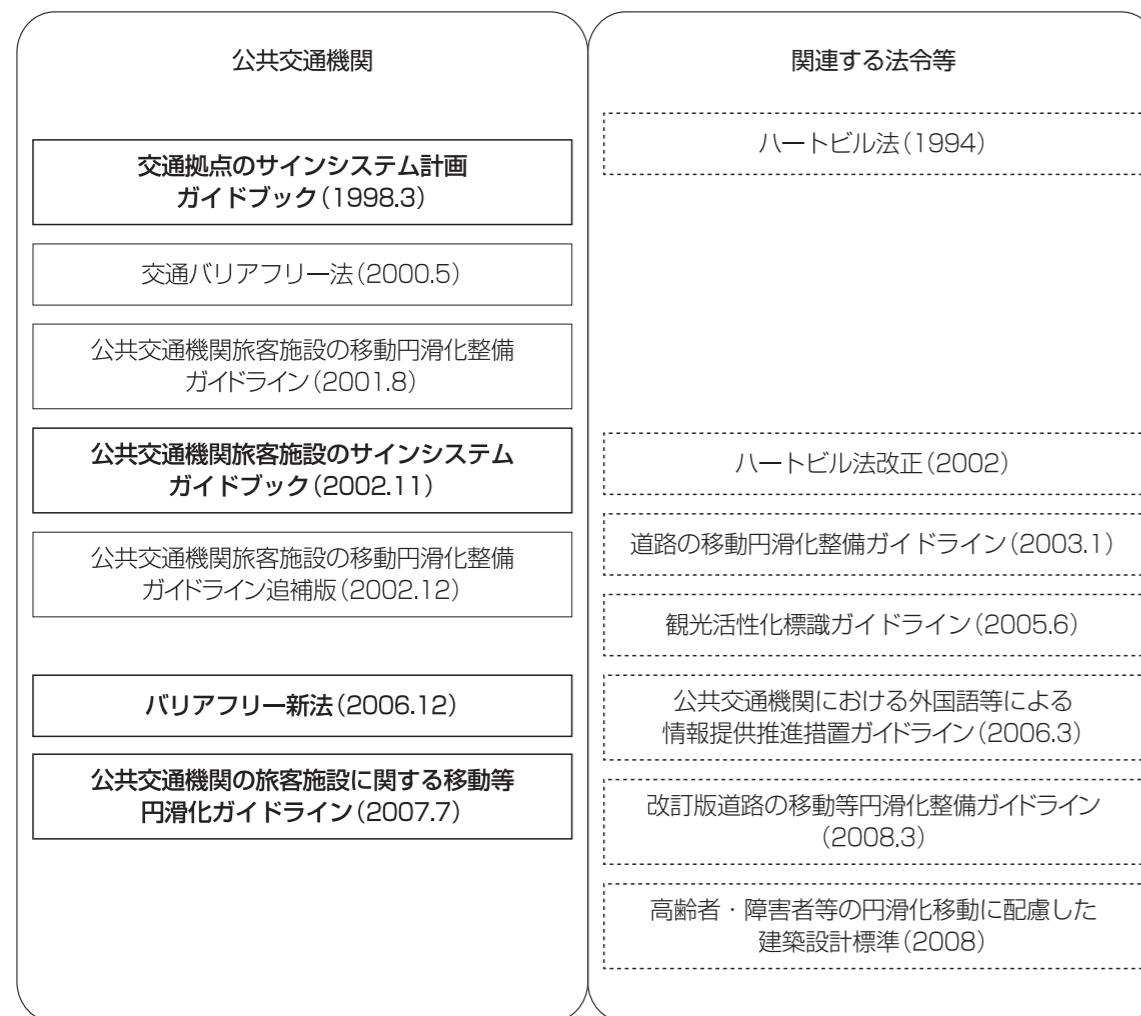 公共交通機関
交通拠点のサインシステム計画
ガイドブック(1998.3)
交通バリアフリー法(2000.5)
公共交通機関旅客施設の移動円滑化整備
ガイドライン(2001.8)
公共交通機関旅客施設のサインシステム
ガイドブック(2002.11)
公共交通機関旅客施設の移動円滑化整備
ガイドライン追補版(2002.12)
バリアフリー新法(2006.12)
公共交通機関の旅客施設に関する移動等
円滑化ガイドライン(2007.7)
関連する法令等
ハートビル法(1994)
ハートビル法改正(2002)
道路の移動円滑化整備ガイドライン(2003.1)
観光活性化標識ガイドライン(2005.6)
公共交通機関における外国語等による
情報提供推進措置ガイドライン(2006.3)
改訂版道路の移動等円滑化整備ガイドライン
(2008.3)
高齢者・障害者等の円滑化移動に配慮した
建築設計標準(2008)